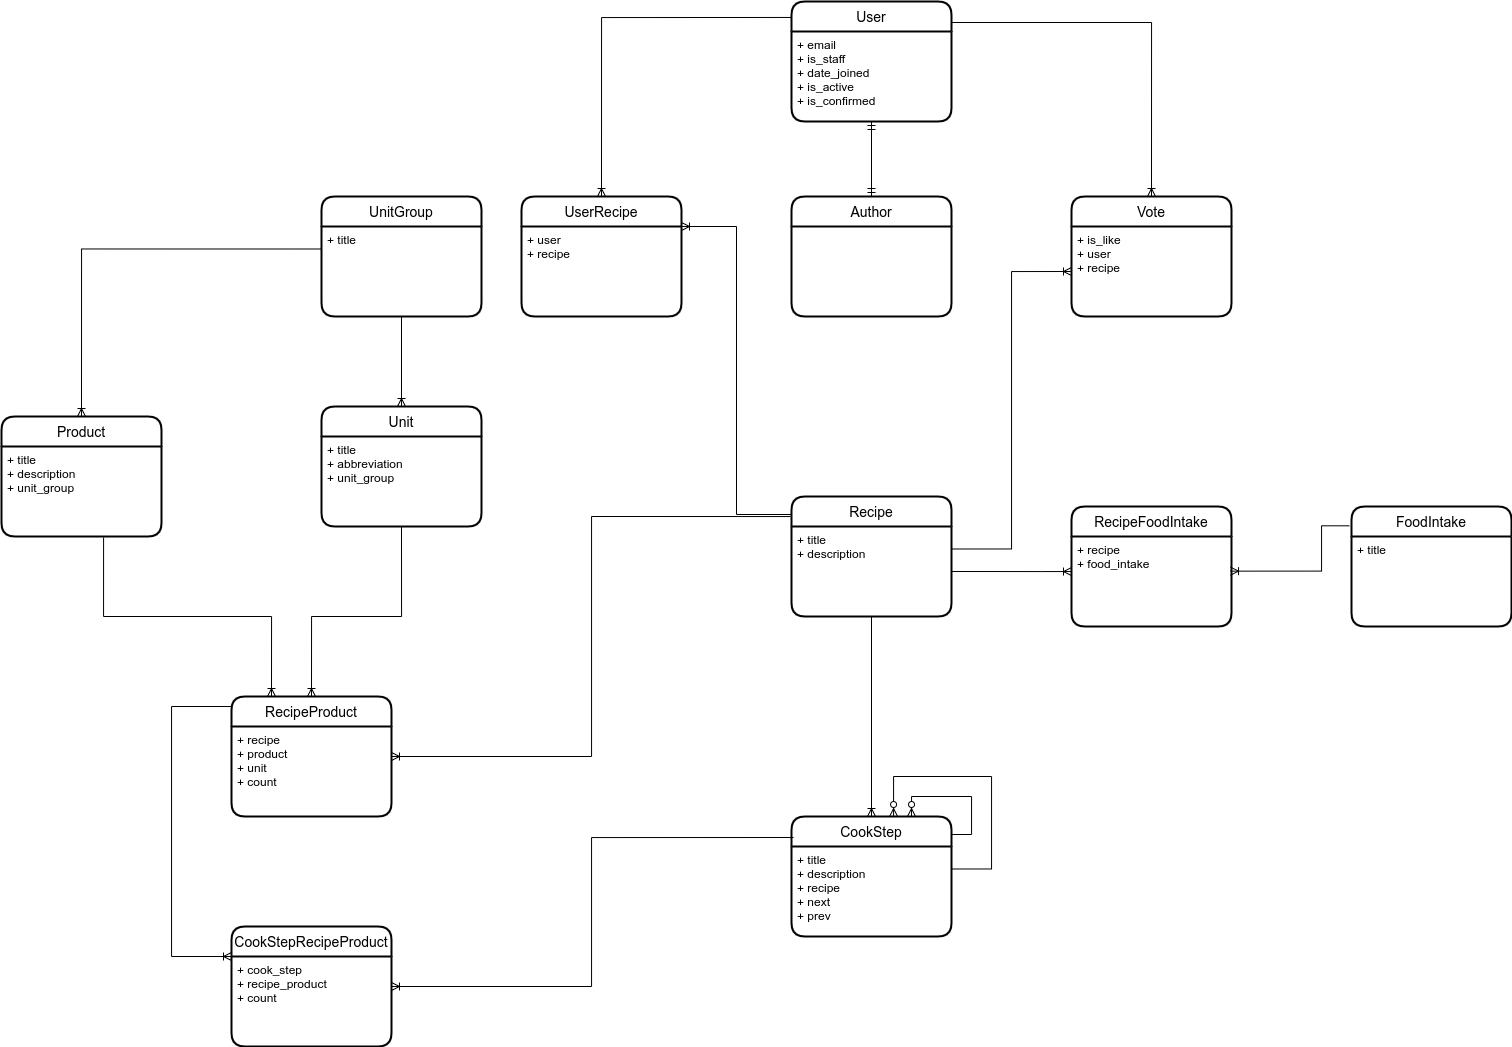 User
+ email
+ is_staff
+ date_joined
+ is_active
+ is_confirmed
UnitGroup
+ title
UserRecipe
+ user
+ recipe
Author
Vote
+ is_like
+ user
+ recipe
Product
+ title
+ description
+ unit_group
Unit
+ title
+ abbreviation
+ unit_group
Recipe
+ title
+ description
RecipeFoodIntake
+ recipe
+ food_intake
FoodIntake
+ title
RecipeProduct
+ recipe
+ product
+ unit
+ count
CookStep
+ title
+ description
+ recipe
+ next
+ prev
CookStepRecipeProduct
+ cook_step
+ recipe_product
+ count